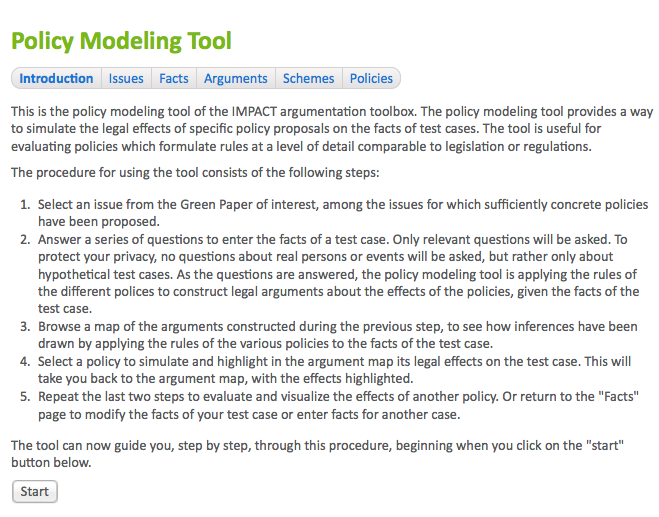 Policy Modeling Tool
Introduction Issues Facts Arguments Schemes Policies
This is the policy modeling tool of the IMPACT argumentation toolbox. The policy modeling tool provides a way
to simulate the legal effects of specific policy proposals on the facts of test cases. The tool is useful for
evaluating policies which formulate rules at a level of detail comparable to legislation or regulations.
The procedure for using the tool consists of the following steps:
1. Select an issue from the Green Paper of interest, among the issues for which sufficiently concrete policies
have been proposed.
2. Answer a series of questions to enter the facts of a test case. Only relevant questions will be asked. To
protect your privacy, no questions about real persons or events will be asked, but rather only about
hypothetical test cases. As the questions are answered, the policy modeling tool is applying the rules of
the different polices to construct legal arguments about the effects of the policies, given the facts of the
test case.
3. Browse a map of the arguments constructed during the previous step, to see how inferences have been
drawn by applying the rules of the various policies to the facts of the test case.
4. Select a policy to simulate and highlight in the argument map its legal effects on the test case. This will
take you back to the argument map, with the effects highlighted.
5. Repeat the last two steps to evaluate and visualize the effects of another policy. Or return to the "Facts"
page to modify the facts of your test case or enter facts for another case.
The tool can now guide you, step by step, through this procedure, beginning when you click on the "start"
button below.
Start